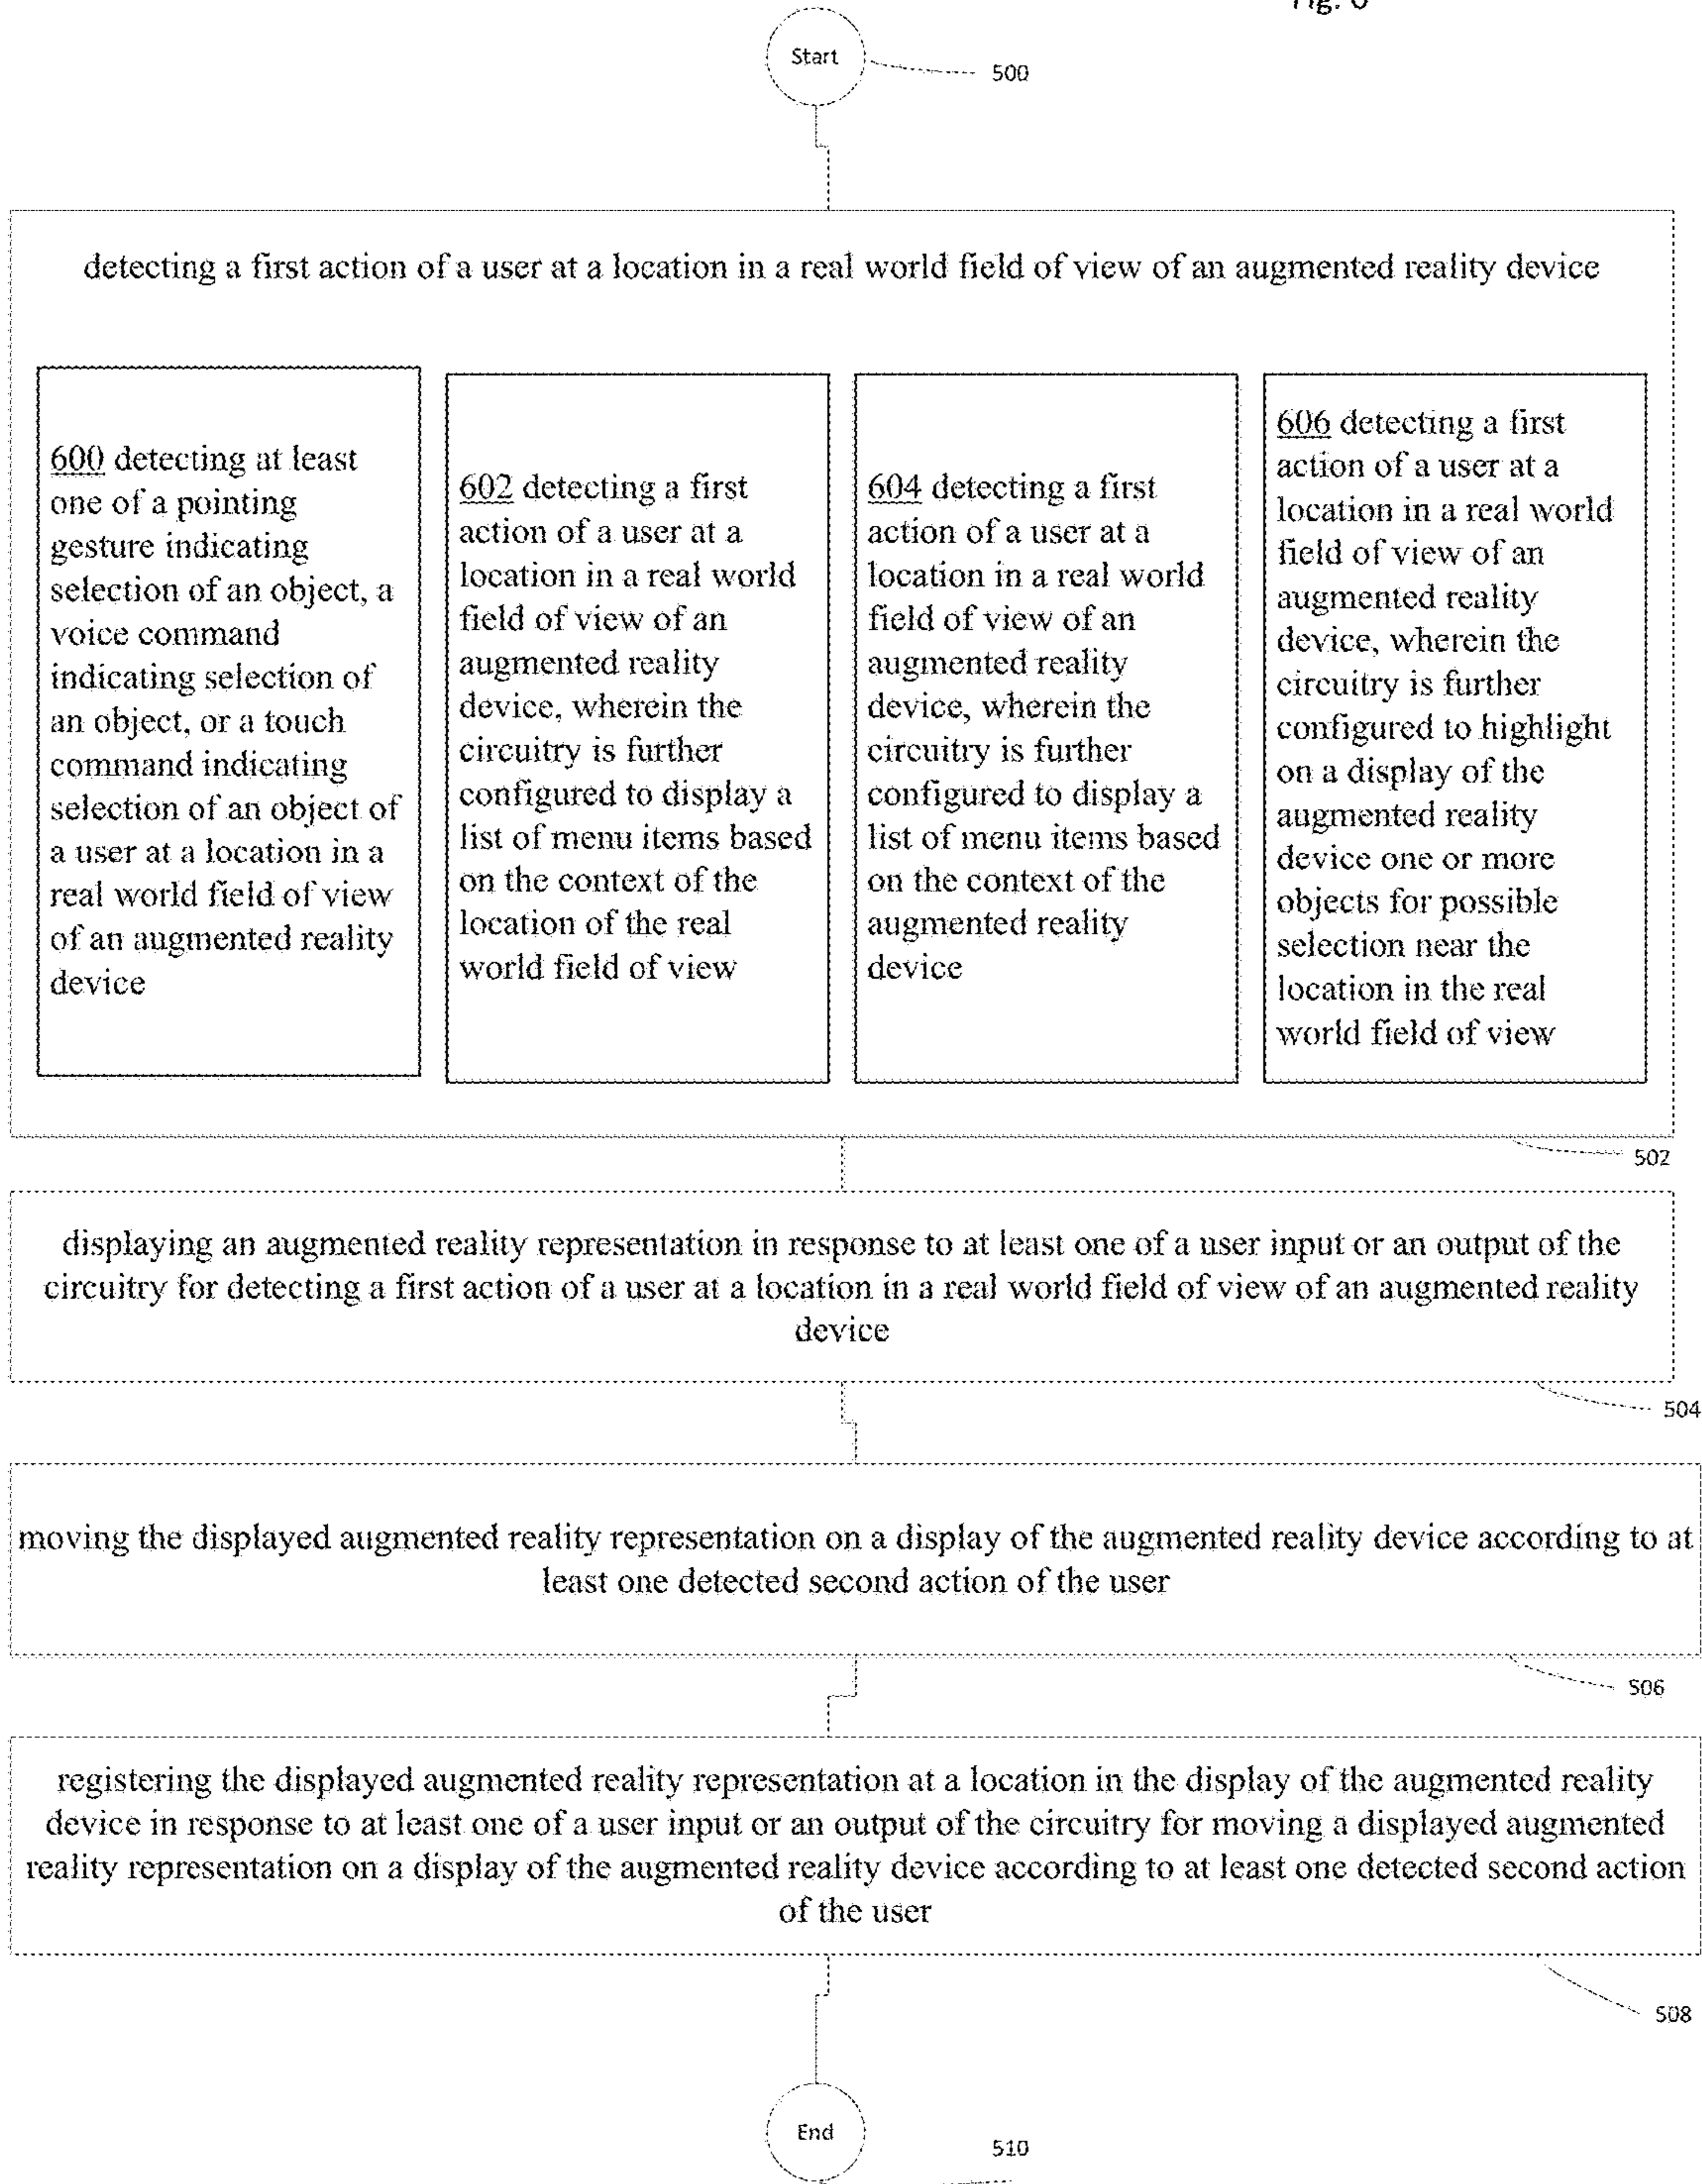 Fig. 6
Start
500
detecting a first action of a user at a location in a real world field of view of an augmented reality device
600 detecting at least
one of a pointing
gesture indicating
selection of an object, a
voice command
indicating selection of
an object, or a touch
command indicating
selection of an object of
a user at a location in a
real world field of view
of an augmented reality
device
602 detecting a first
action of a user at a
location in a real world
field of view of an
augmented reality
device, wherein the
circuitry is further
configured to display a
list of menu items based
on the context of the
location of the real
world field of view
604 detecting a first
action of a user at a
location in a real world
field of view of an
augmented reality
device, wherein the
circuitry is further
configured to display a
list of menu items based
on the context of the
augmented reality
device
606 detecting a first
action of a user at a
location in a real world
field of view of an
augmented reality
device, wherein the
circuitry is further
configured to highlight
on a display of the
augmented reality
device one or more
objects for possible
selection near the
location in the real
world field of view
502
displaying an augmented reality representation in response to at least one of a user input or an output of the
circuitry for detecting a first action of a user at a location in a real world field of view of an augmented reality
device
504
moving the displayed augmented reality representation on a display of the augmented reality device according to at
least one detected second action of the user
506
registering the displayed augmented reality representation at a location in the display of the augmented reality
device in response to at least one of a user input or an output of the circuitry for moving a displayed augmented
reality representation on a display of the augmented reality device according to at least one detected second action
of the user
508
End
510